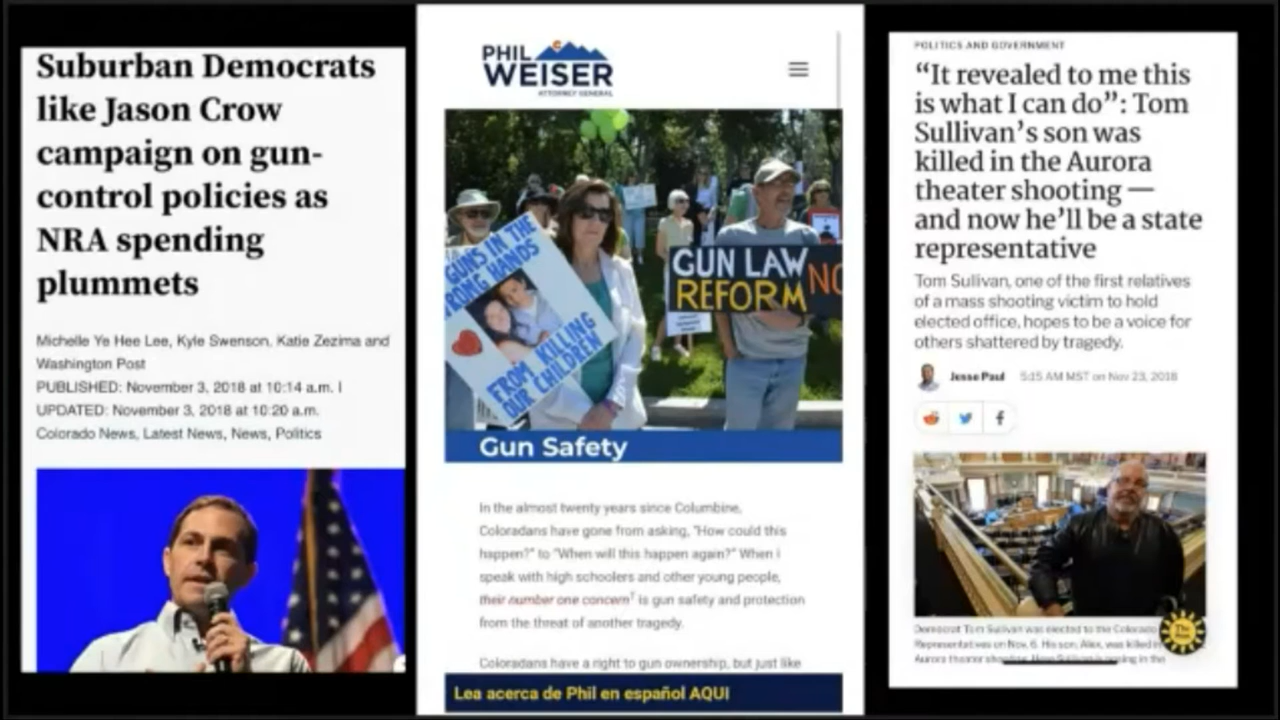 Suburban Democrats
like Jason Crow
campaign on gun-
control policies as
NRA spending
plummets
Michelle Ye Hee Lee, Kyle Swenson, Katie Zezima and
Washington Post
PUBLISHED: November 3, 2018 at 10:14 a.m. |
UPDATED: November 3, 2018 at 10:20 a.m.
Colorado News, Latest News, News, Politics
PHIL
WEISER
ATTORNEY GENERAL
GUNS IN THE
WRONG HANDS
FROM KILLING
OUR CHILDREN
GUN LAW
REFORM
NO
Gun Safety
In the almost twenty years since Columbine,
Coloradans have gone from asking, "How could this
happen?" to "When will this happen again?" When I
speak with high schoolers and other young people,
their number one concern† is gun safety and protection
from the threat of another tragedy.
Coloradans have a right to gun ownership, but just like
Lea acerca de Phil en español AQUI
POLITICS AND GOVERNMENT
“It revealed to me this
is what I can do”: Tom
Sullivan’s son was
killed in the Aurora
theater shooting —
and now he’ll be a state
representative
Tom Sullivan, one of the first relatives
of a mass shooting victim to hold
elected office, hopes to be a voice for
others shattered by tragedy.
Jesse Paul 5:15 AM MST on Nov 23, 2018
Democrat Tom Sullivan was elected to the Colorado
Representatives on Nov. 6. His son, Alex, was killed in
Aurora theater shooting. Here Sullivan is in the